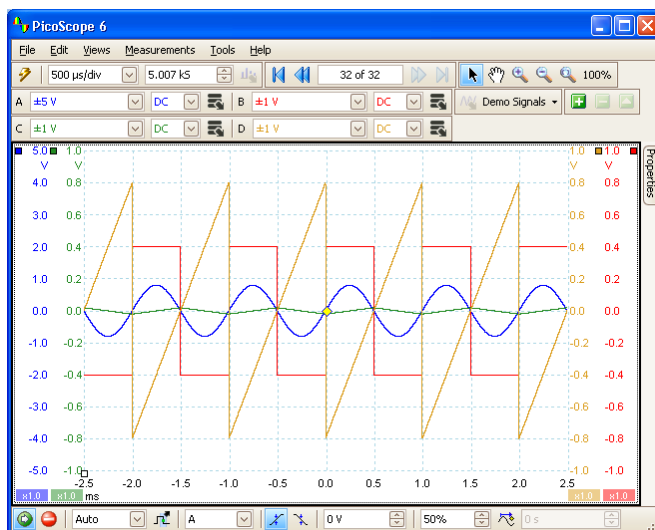 PicoScope 6
File Edit Views Measurements Tools Help
500 µs/div 5.007 kS 32 of 32 100%
A ±5 V DC B ±1 V DC Demo Signals
C ±1 V DC D ±1 V DC
5.0 1.0 1.0 1.0
V V V V
4.0 0.8 0.8 0.8
3.0 0.6 0.6 0.6
2.0 0.4 0.4 0.4
1.0 0.2 0.2 0.2
0.0 0.0 0.0 0.0
-1.0 -0.2 -0.2 -0.2
-2.0 -0.4 -0.4 -0.4
-3.0 -0.6 -0.6 -0.6
-4.0 -0.8 -0.8 -0.8
-5.0 -1.0 -1.0 -1.0
-2.5 -2.0 -1.5 -1.0 -0.5 0.0 0.5 1.0 1.5 2.0 2.5
x1.0 x1.0 ms x1.0 x1.0
Properties
Auto A 0 V 50% 0 s